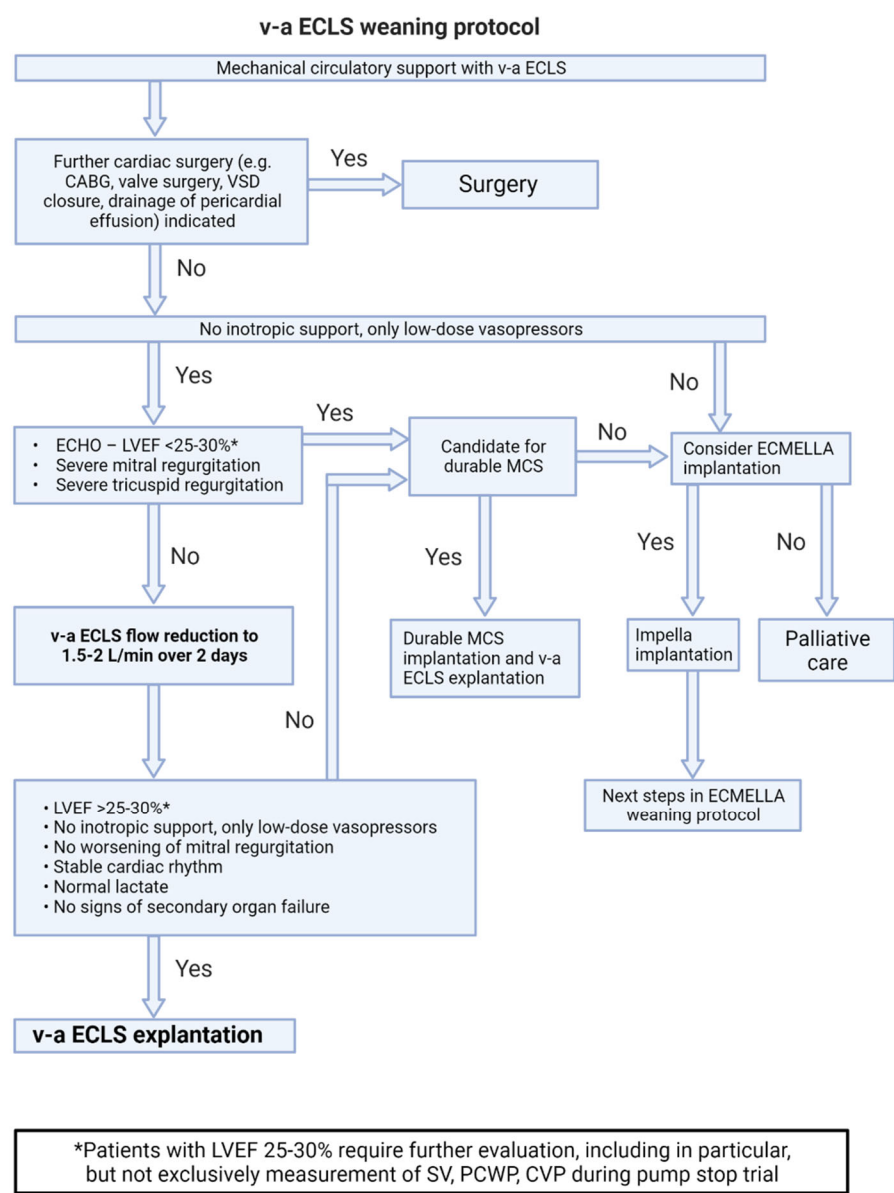 v-a ECLS weaning protocol
Mechanical circulatory support with v-a ECLS
Further cardiac surgery (e.g.
CABG, valve surgery, VSD
closure, drainage of pericardial
effusion) indicated
Yes
Surgery
No
No inotropic support, only low-dose vasopressors
Yes
No
• ECHO – LVEF <25-30%*
• Severe mitral regurgitation
• Severe tricuspid regurgitation
Yes
Candidate for
durable MCS
No
Consider ECMELLA
implantation
No
Yes
Yes
No
v-a ECLS flow reduction to
1.5-2 L/min over 2 days
Durable MCS
implantation and v-a
ECLS explantation
Impella
implantation
Palliative
care
No
• LVEF >25-30%*
• No inotropic support, only low-dose vasopressors
• No worsening of mitral regurgitation
• Stable cardiac rhythm
• Normal lactate
• No signs of secondary organ failure
Next steps in ECMELLA
weaning protocol
Yes
v-a ECLS explantation
*Patients with LVEF 25-30% require further evaluation, including in particular,
but not exclusively measurement of SV, PCWP, CVP during pump stop trial